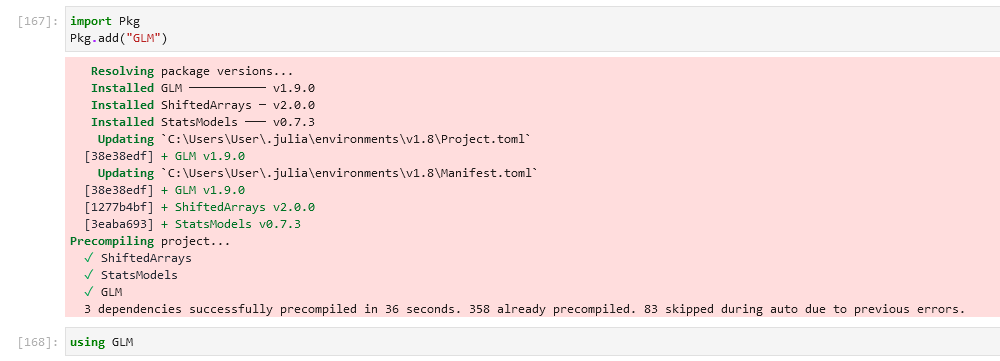 [167]: import Pkg
Pkg.add("GLM")
Resolving package versions...
Installed GLM ─────────── v1.9.0
Installed ShiftedArrays ─ v2.0.0
Installed StatsModels ─── v0.7.3
Updating `C:\Users\User\.julia\environments\v1.8\Project.toml`
[38e38edf] + GLM v1.9.0
Updating `C:\Users\User\.julia\environments\v1.8\Manifest.toml`
[38e38edf] + GLM v1.9.0
[1277b4bf] + ShiftedArrays v2.0.0
[3eaba693] + StatsModels v0.7.3
Precompiling project...
✓ ShiftedArrays
✓ StatsModels
✓ GLM
3 dependencies successfully precompiled in 36 seconds. 358 already precompiled. 83 skipped during auto due to previous errors.
[168]: using GLM